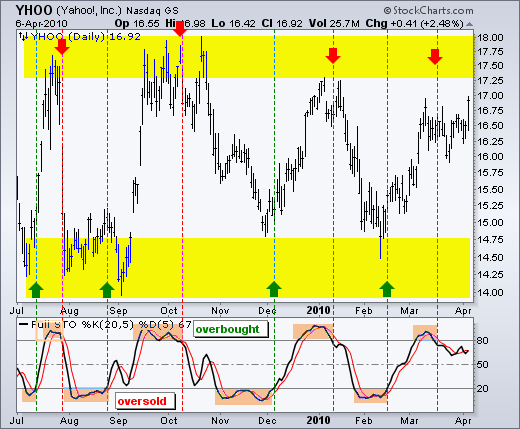 YHOO (Yahoo!, Inc.) Nasdaq GS
© StockCharts.com
6-Apr-2010 Op 16.55 Hi 16.98 Lo 16.42 Cl 16.92 Vol 25.7M Chg +0.41 (+2.48%)
YHOO (Daily) 16.92
18.00
17.75
17.50
17.25
17.00
16.75
16.50
16.25
16.00
15.75
15.50
15.25
15.00
14.75
14.50
14.25
14.00
Jul Aug Sep Oct Nov Dec 2010 Feb Mar Apr
Full STO %K(20,5) %D(5) 67
overbought
80
50
20
oversold
Jul Aug Sep Oct Nov Dec 2010 Feb Mar Apr